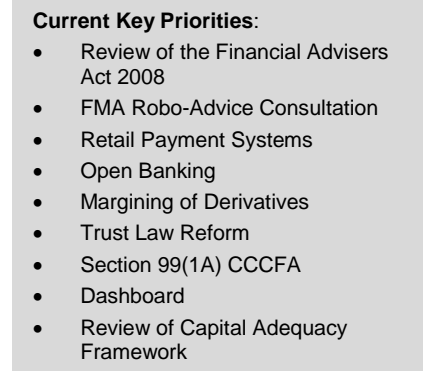 Current Key Priorities:
• Review of the Financial Advisers
Act 2008
• FMA Robo-Advice Consultation
• Retail Payment Systems
• Open Banking
• Margining of Derivatives
• Trust Law Reform
• Section 99(1A) CCCFA
• Dashboard
• Review of Capital Adequacy
Framework